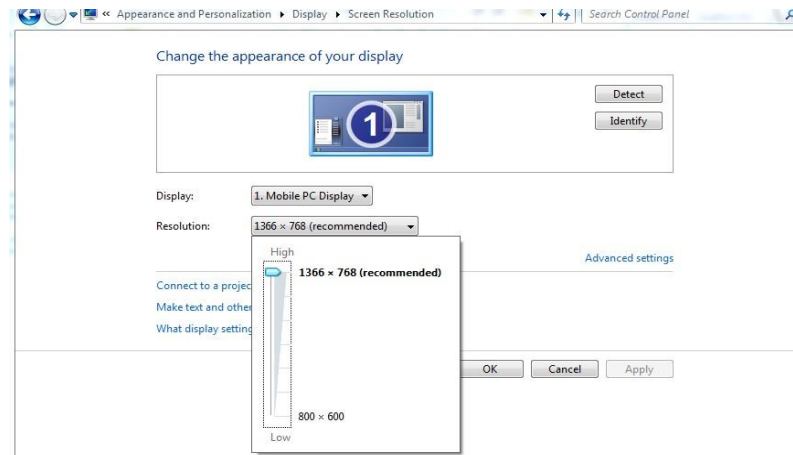 « Appearance and Personalization ▸ Display ▸ Screen Resolution
Search Control Panel
Change the appearance of your display
1
Detect
Identify
Display:
1. Mobile PC Display
Resolution:
1366 × 768 (recommended)
High
1366 × 768 (recommended)
800 × 600
Low
Advanced settings
Connect to a projec
Make text and other
What display setting
OK
Cancel
Apply